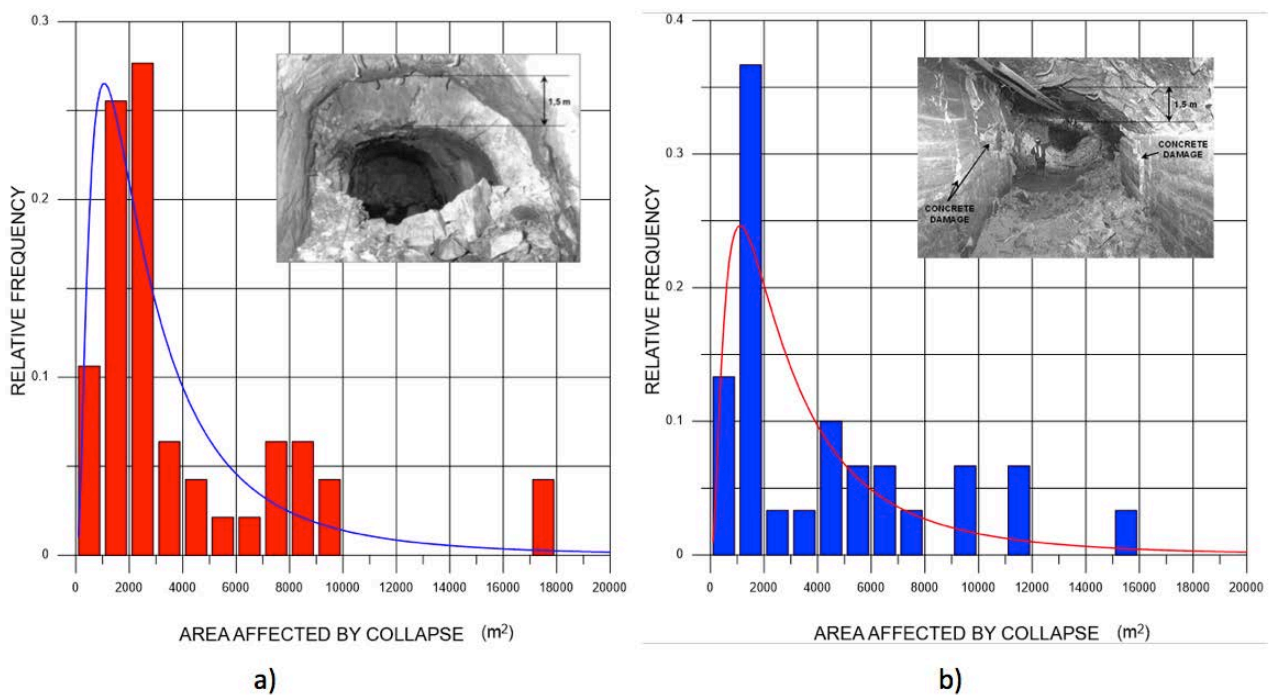 0.3
0.2
0.1
0
RELATIVE FREQUENCY
1.5 m
0 2000 4000 6000 8000 10000 12000 14000 16000 18000 20000
AREA AFFECTED BY COLLAPSE (m²)
a)
0.4
0.3
0.2
0.1
0
RELATIVE FREQUENCY
1.5 m
CONCRETE
DAMAGE
CONCRETE
DAMAGE
0 2000 4000 6000 8000 10000 12000 14000 16000 18000 20000
AREA AFFECTED BY COLLAPSE (m²)
b)